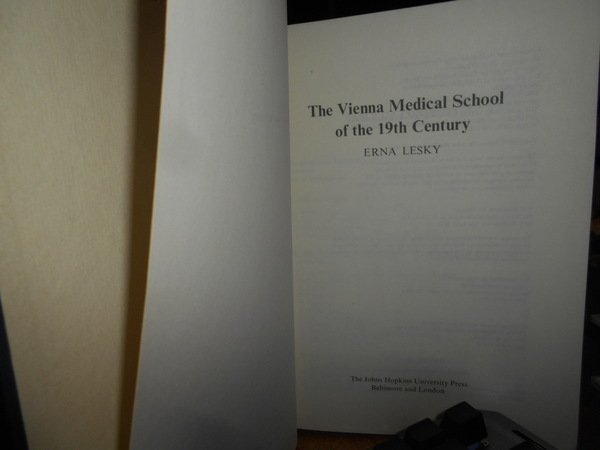 The Vienna Medical School
of the 19th Century
ERNA LESKY
The Johns Hopkins University Press
Baltimore and London